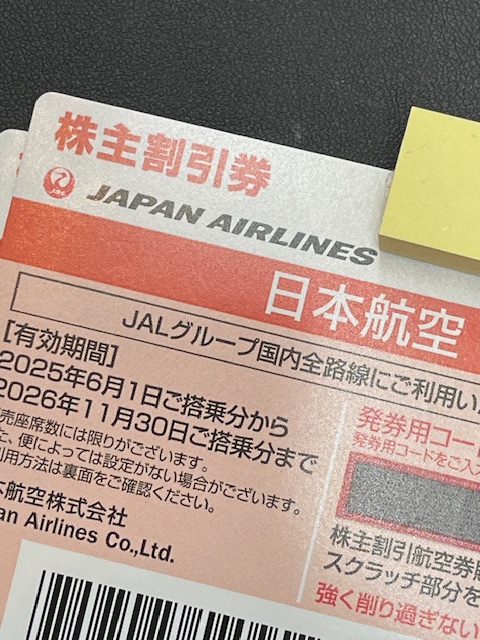 株主割引券
JAL
JAPAN AIRLINES
日本航空
JALグループ国内全路線にご利用い
[有効期間]
2025年6月1日ご搭乗分から
2026年11月30日ご搭乗分まで
売座席数には限りがございます。
、便によっては設定がない場合がございます。
利用方法は裏面をご確認ください。
本航空株式会社
an Airlines Co.,Ltd.
発券用コー
発券用コードをご入
株主割引航空券
スクラッチ部分を
強く削り過ぎない